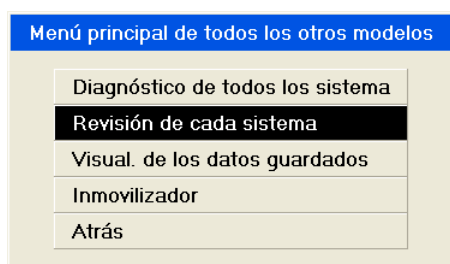 Menú principal de todos los otros modelos
Diagnóstico de todos los sistema
Revisión de cada sistema
Visual. de los datos guardados
Inmovilizador
Atrás